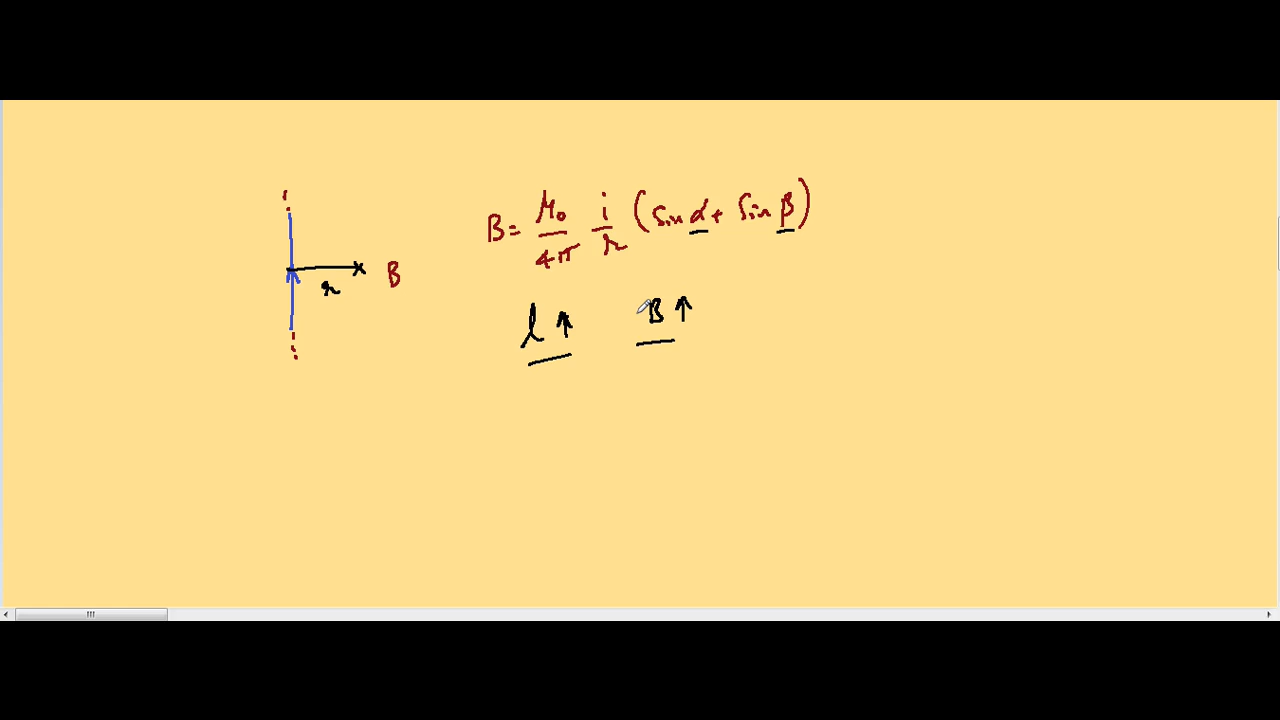 B = μ₀/4π i/r (sin α + sin β)
r B
l ↑ B ↑